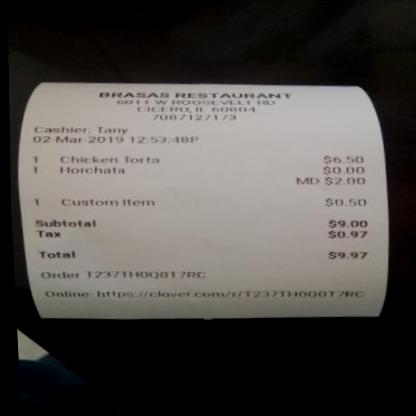 BRASAS RESTAURANT
6011 W ROOSEVELT RD
CICERO, IL 60804
7087127173
Cashier: Tany
02-Mar-2019 12:53:48P
1 Chicken Torta $6.50
1 Horchata $0.00
MD $2.00
1 Custom Item $0.50
Subtotal $9.00
Tax $0.97
Total $9.97
Order T237TH0Q0T7RC
Online: https://clover.com/r/T237TH0Q0T7RC